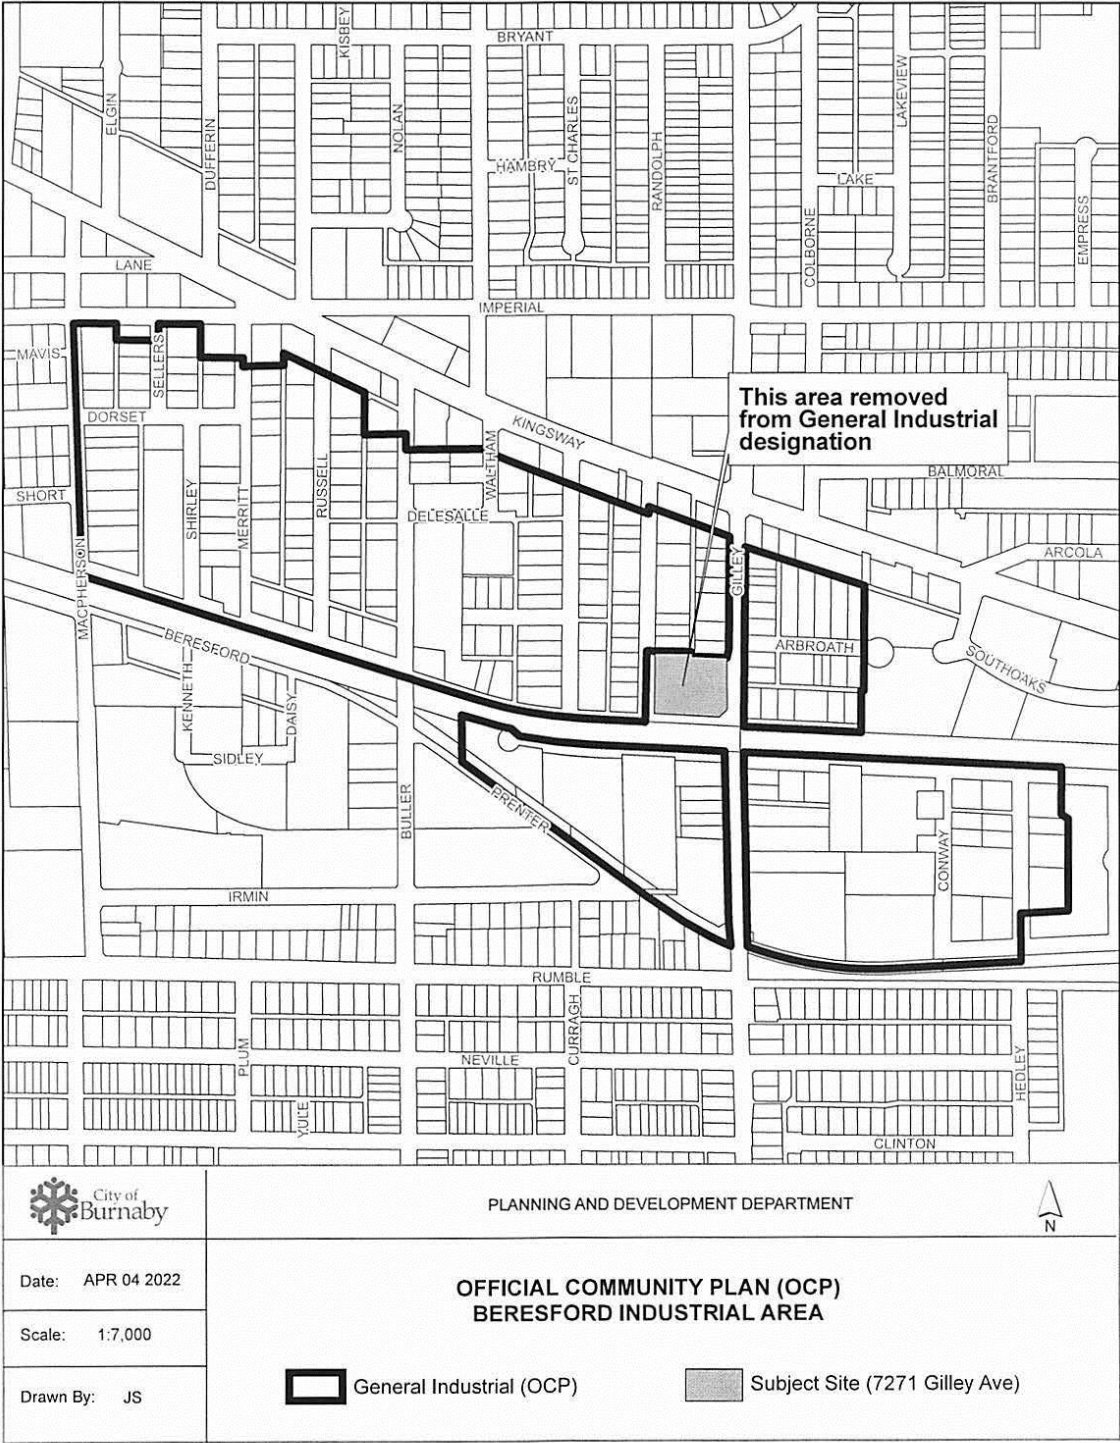 KISBEY
BRYANT
ELGIN
DUFFERIN
NOLAN
ST CHARLES
HAMBRY
RANDOLPH
LAKEVIEW
LAKE
BRANTFORD
COLBORNE
EMPRESS
LANE
IMPERIAL
MAVIS
SELLERS
DORSET
KINGSWAY
This area removed
from General Industrial
designation
WALTHAM
RUSSELL
BALMORAL
SHORT
SHIRLEY
MERRITT
DELESALLE
ARCOLA
GILLEY
MACPHERSON
BERESFORD
ARBROATH
SOUTHOAKS
KENNETH
DAISY
SIDLEY
BULLER
PRENTER
CONWAY
IRMIN
RUMBLE
CURRAGH
PLUM
NEVILLE
HEDLEY
YULE
CLINTON
City of
Burnaby
PLANNING AND DEVELOPMENT DEPARTMENT
N
Date: APR 04 2022
OFFICIAL COMMUNITY PLAN (OCP)
BERESFORD INDUSTRIAL AREA
Scale: 1:7,000
Drawn By: JS
General Industrial (OCP)
Subject Site (7271 Gilley Ave)